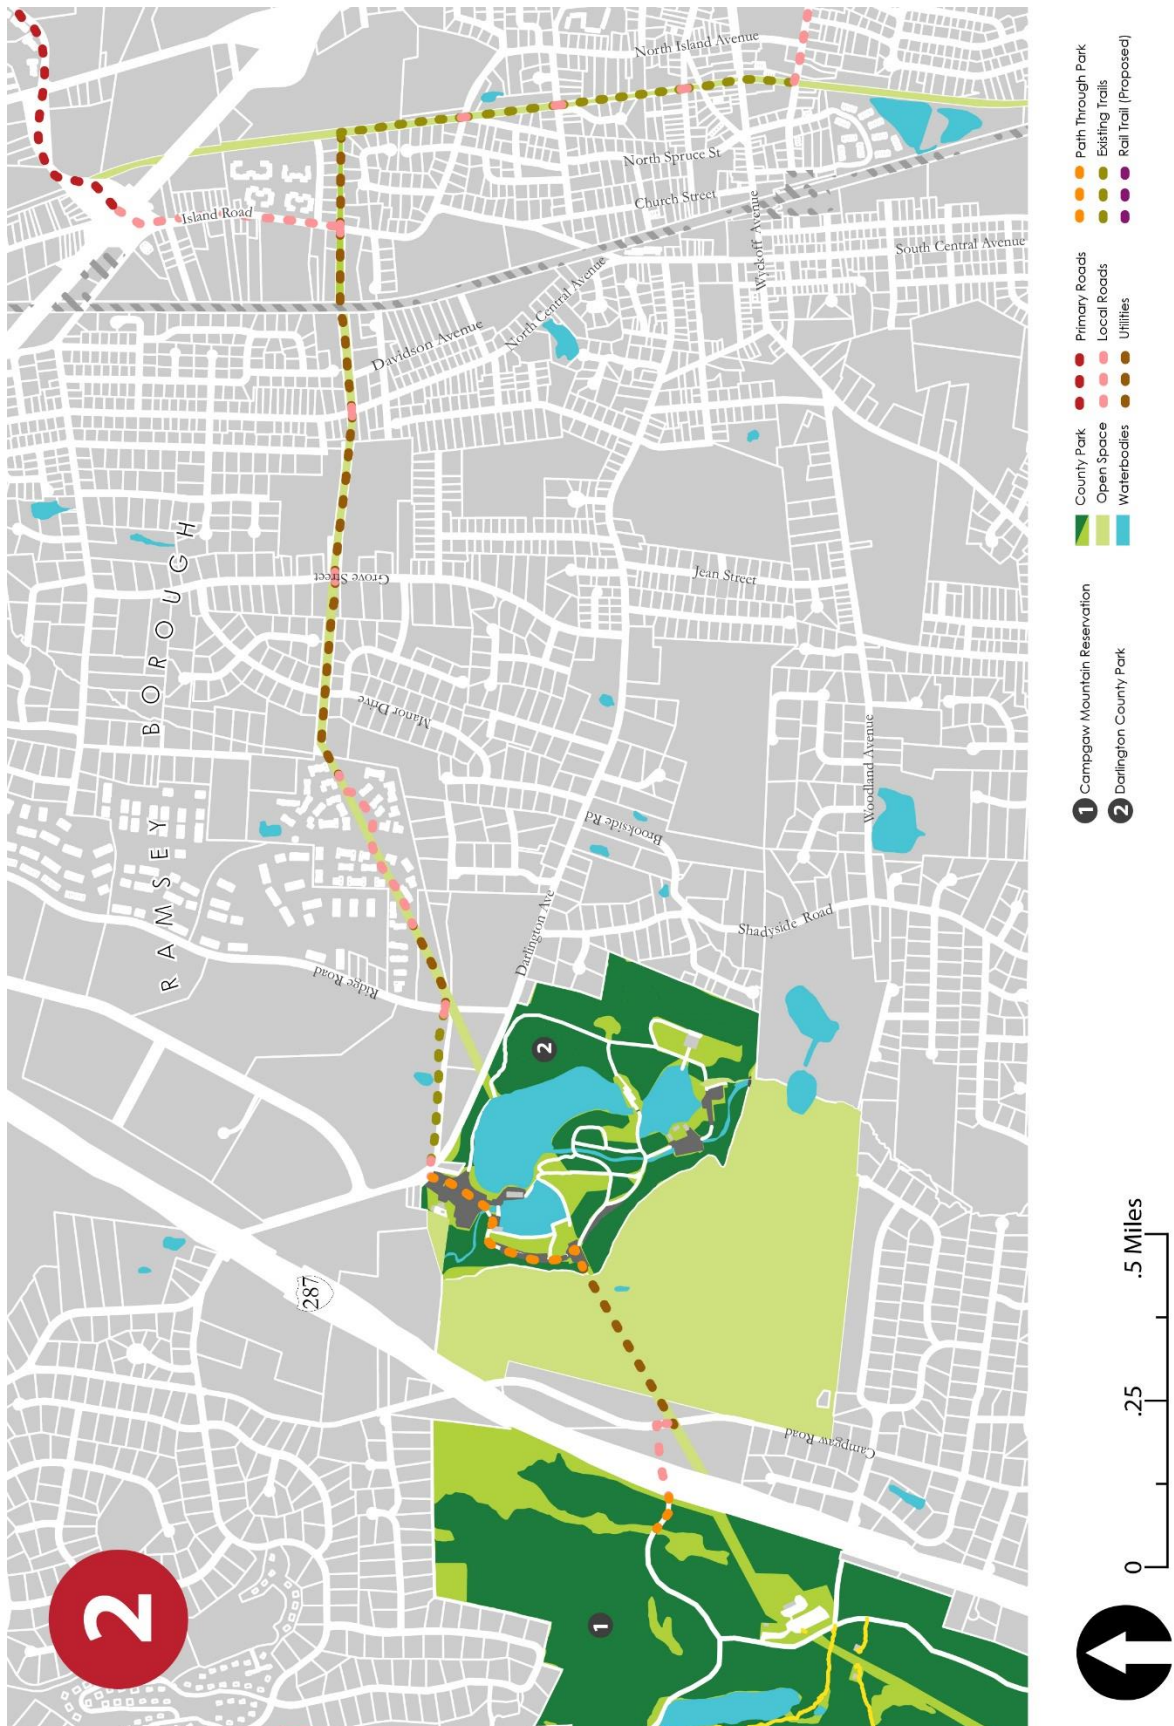 2
RAMSEY BOROUGH
287
Island Road
North Island Avenue
North Spruce St
Church Street
Wyckoff Avenue
South Central Avenue
North Central Avenue
Davidson Avenue
Grove Street
Manor Drive
Jean Street
Ridge Road
Darlington Ave
Brookside Rd
Woodland Avenue
Shadyside Road
Campgaw Road
2
1
0 .25 .5 Miles
1 Campgaw Mountain Reservation
2 Darlington County Park
County Park
Open Space
Waterbodies
Primary Roads
Local Roads
Utilities
Path Through Park
Existing Trails
Rail Trail (Proposed)